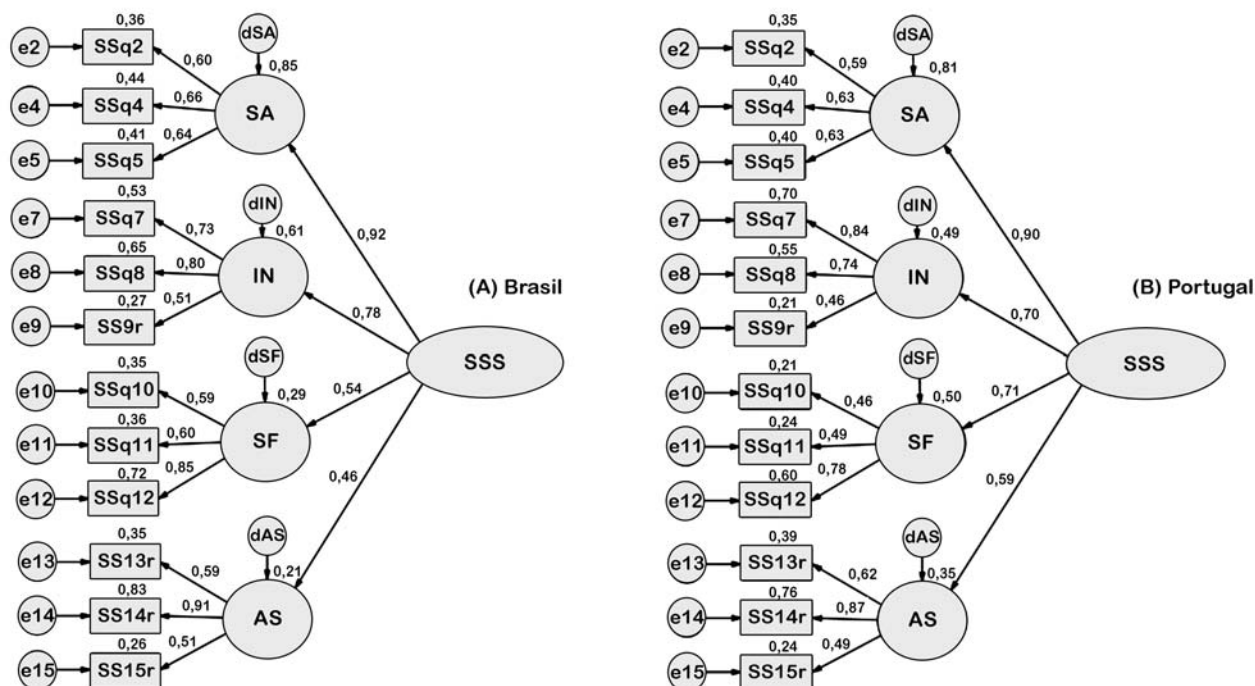 0,36
dSA
e2
SSq2
0,60
0,85
0,44
e4
SSq4
0,66
SA
0,41
0,64
e5
SSq5
0,53
dIN
e7
SSq7
0,73
0,61
0,92
0,65
e8
SSq8
0,80
IN
0,27
0,51
e9
SS9r
0,78
(A) Brasil
SSS
0,35
dSF
e10
SSq10
0,59
0,29
0,54
0,36
e11
SSq11
0,60
SF
0,72
0,85
e12
SSq12
0,46
0,35
dAS
e13
SS13r
0,59
0,21
0,83
e14
SS14r
0,91
AS
0,26
0,51
e15
SS15r
0,35
dSA
e2
SSq2
0,59
0,81
0,40
e4
SSq4
0,63
SA
0,40
0,63
e5
SSq5
0,70
dIN
e7
SSq7
0,84
0,49
0,90
0,55
e8
SSq8
0,74
IN
0,21
0,46
e9
SS9r
0,70
(B) Portugal
SSS
0,21
dSF
e10
SSq10
0,46
0,50
0,71
0,24
e11
SSq11
0,49
SF
0,60
0,78
e12
SSq12
0,59
0,39
dAS
e13
SS13r
0,62
0,35
0,76
e14
SS14r
0,87
AS
0,24
0,49
e15
SS15r